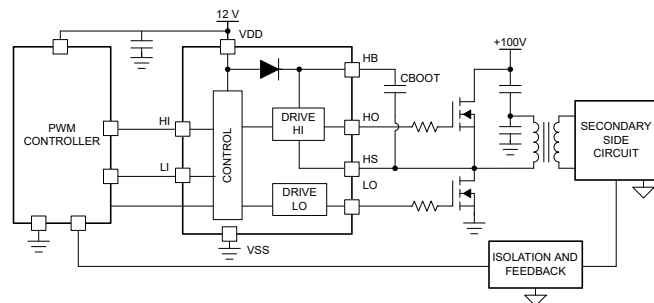 12 V
VDD
+100V
HB
CBOOT
PWM
CONTROLLER
HI
LI
CONTROL
DRIVE
HI
HO
HS
DRIVE
LO
LO
VSS
SECONDARY
SIDE
CIRCUIT
ISOLATION AND
FEEDBACK